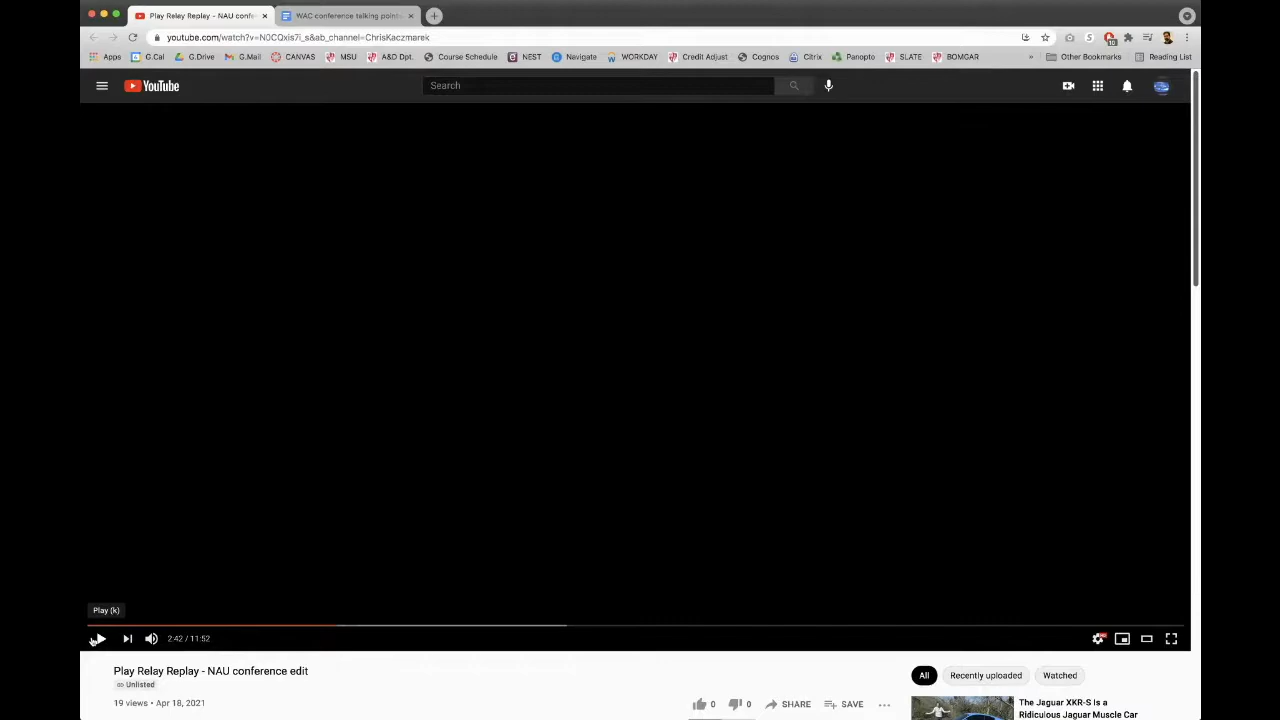 Play Relay Replay - NAU confe
WAC conference talking points
youtube.com/watch?v=N0CQxis7i_s&ab_channel=ChrisKaczmarek
10
Apps G.Cal G.Drive G.Mail CANVAS MSU A&D Dpt. Course Schedule NEST Navigate WORKDAY Credit Adjust Cognos Citrix Panopto SLATE BOMGAR » Other Bookmarks Reading List
YouTube
Search
Play (k)
2:42 / 11:52
Play Relay Replay - NAU conference edit
Unlisted
19 views • Apr 18, 2021
0 0 SHARE SAVE
All Recently uploaded Watched
The Jaguar XKR-S Is a
Ridiculous Jaguar Muscle Car